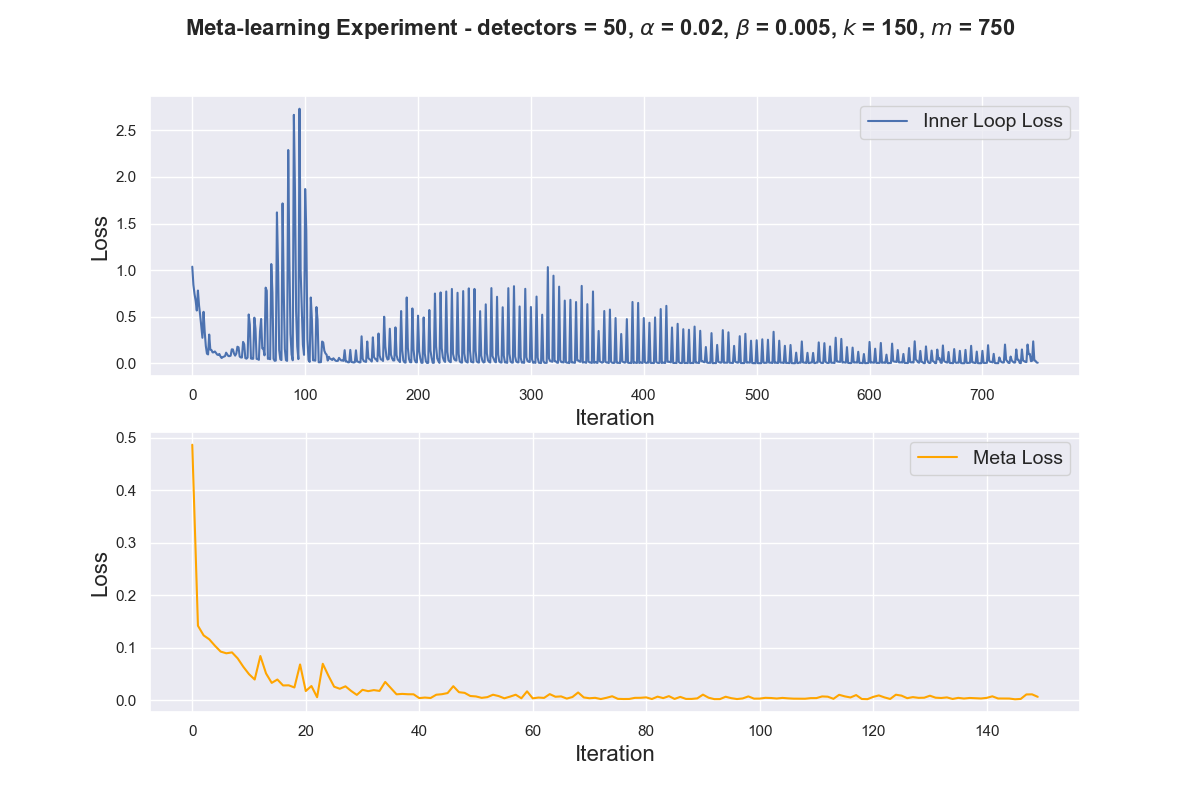 Meta-learning Experiment - detectors = 50, α = 0.02, β = 0.005, k = 150, m = 750
Inner Loop Loss
Loss
2.5
2.0
1.5
1.0
0.5
0.0
0 100 200 300 400 500 600 700
Iteration
Meta Loss
Loss
0.5
0.4
0.3
0.2
0.1
0.0
0 20 40 60 80 100 120 140
Iteration